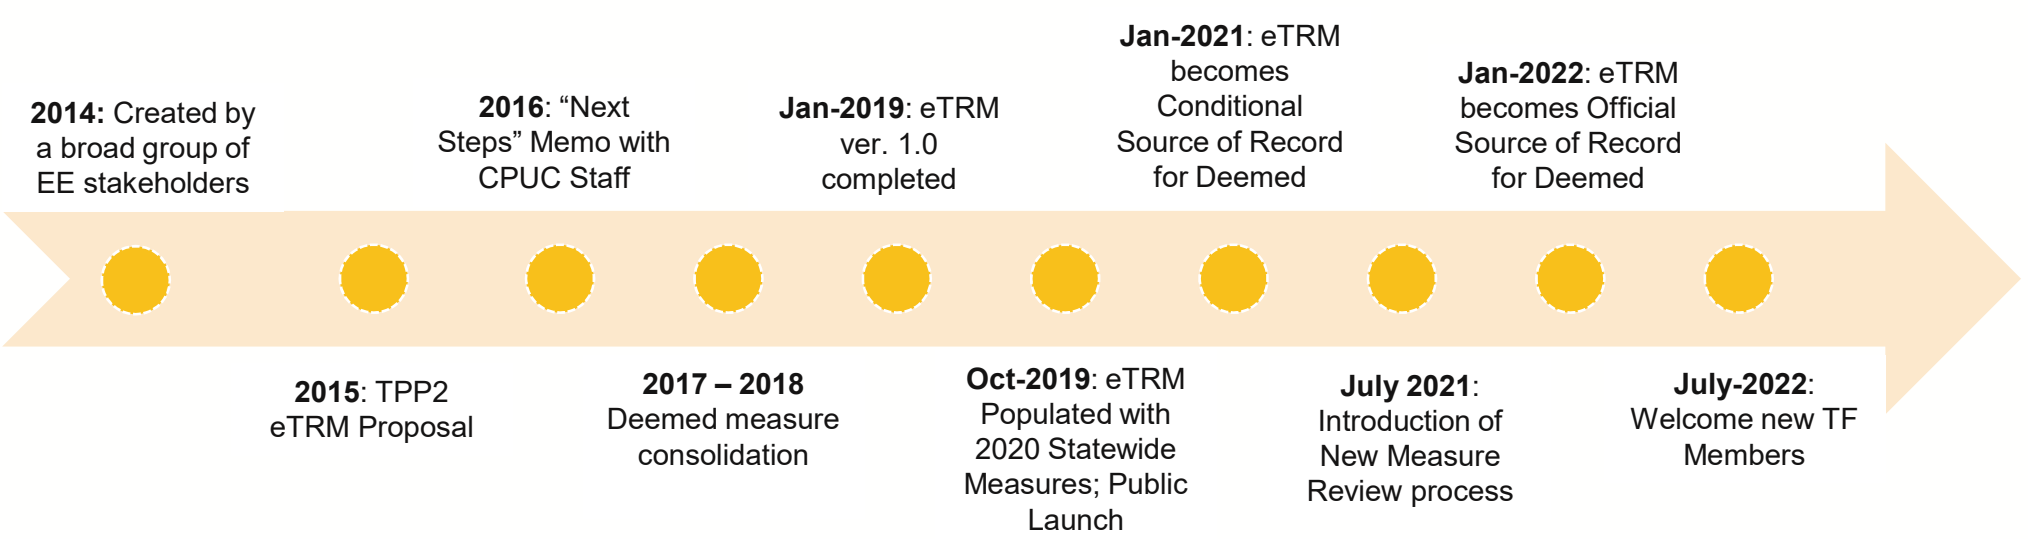 2014: Created by
a broad group of
EE stakeholders
2015: TPP2
eTRM Proposal
2016: “Next
Steps” Memo with
CPUC Staff
2017 – 2018
Deemed measure
consolidation
Jan-2019: eTRM
ver. 1.0
completed
Oct-2019: eTRM
Populated with
2020 Statewide
Measures; Public
Launch
Jan-2021: eTRM
becomes
Conditional
Source of Record
for Deemed
July 2021:
Introduction of
New Measure
Review process
Jan-2022: eTRM
becomes Official
Source of Record
for Deemed
July-2022:
Welcome new TF
Members